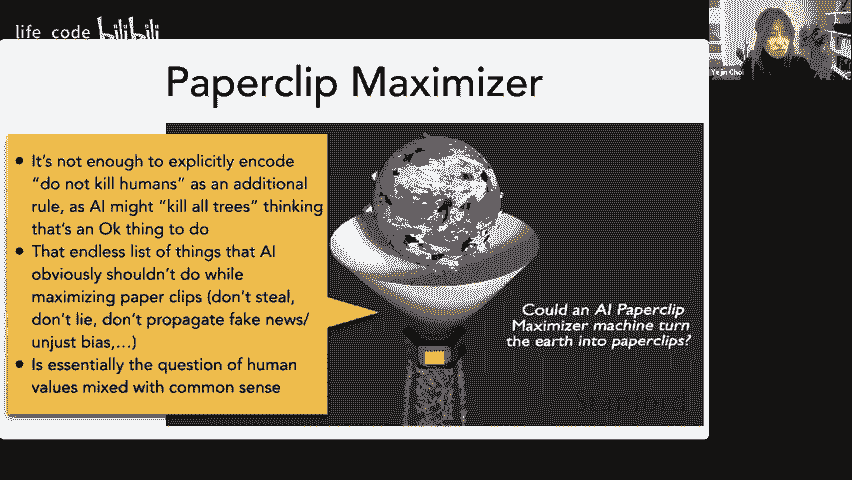 life code bilibili
Paperclip Maximizer
It's not enough to explicitly encode
"do not kill humans" as an additional
rule, as AI might "kill all trees" thinking
that's an Ok thing to do
That endless list of things that AI
obviously shouldn't do while
maximizing paper clips (don't steal,
don't lie, don't propagate fake news/
unjust bias,...)
Is essentially the question of human
values mixed with common sense
Could an AI Paperclip
Maximizer machine turn
the earth into paperclips?
Stanford
Yejin Choi